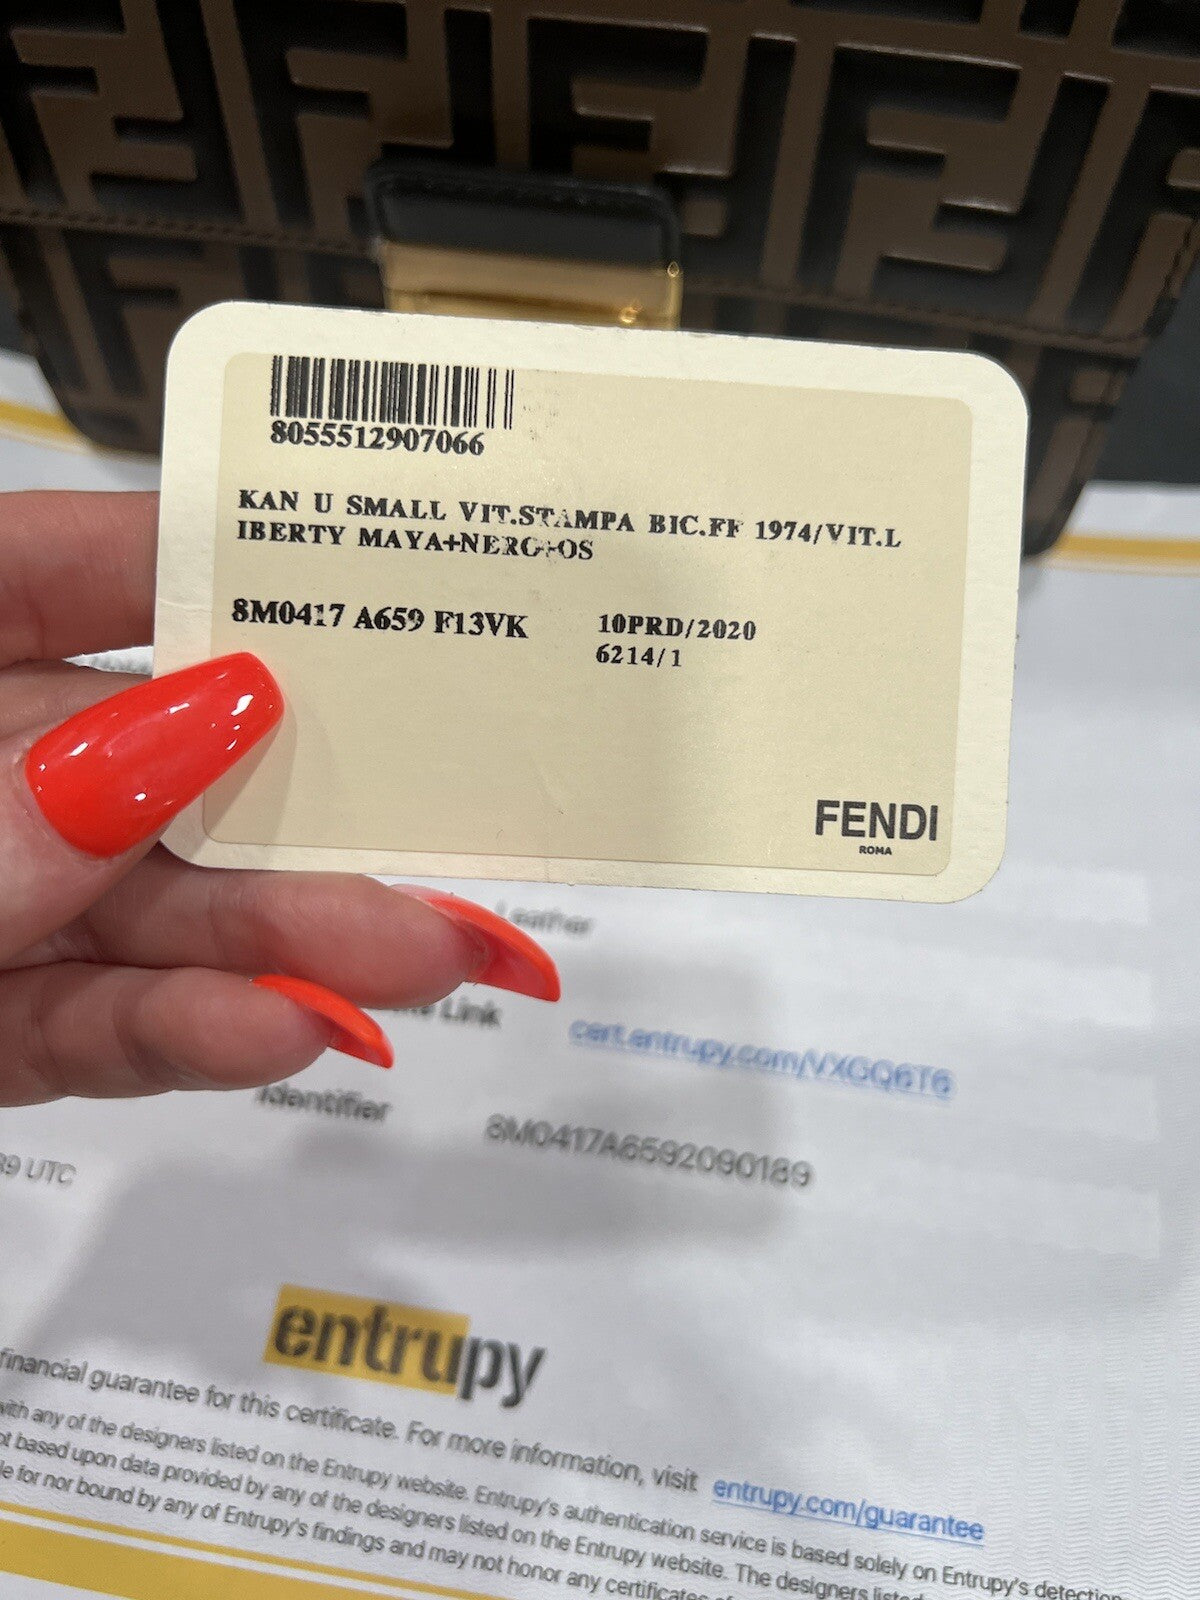 8055512907066
KAN U SMALL VIT.STAMPA BIC.FF 1974/VIT.L
IBERTY MAYA+NERO+OS
8M0417 A659 F13VK
10PRD/2020
6214/1
FENDI
ROMA
Leather
Link
cert.entrupy.com/VXGQ6T6
Identifier
8M0417A6592090189
39 UTC
entrupy
financial guarantee for this certificate. For more information, visit entrupy.com/guarantee
with any of the designers listed on the Entrupy website. Entrupy's authentication service is based solely on Entrupy's detection
based upon data provided by any of the designers listed on the Entrupy website. The designers listed
for nor bound by any of Entrupy's findings and may not honor any certificates